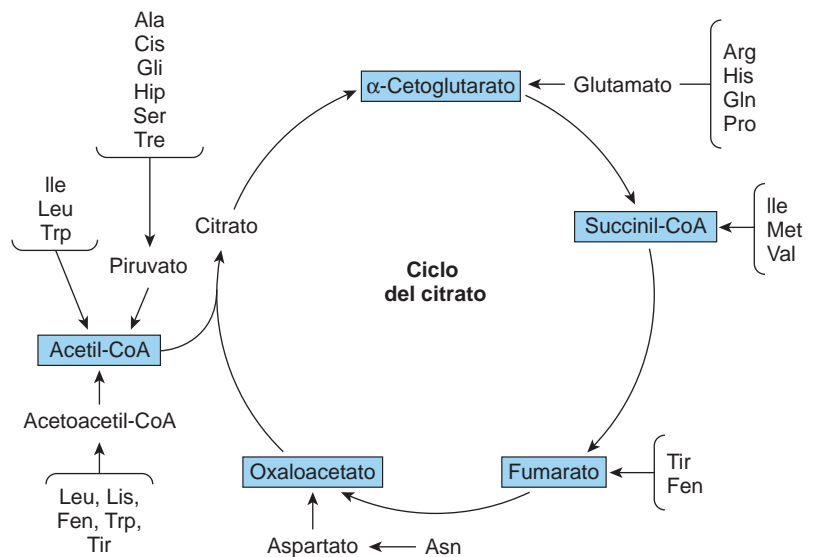 Ala
Cis
Gli
Hip
Ser
Tre
α-Cetoglutarato
Glutamato
Arg
His
Gln
Pro
Ile
Leu
Trp
Citrato
Piruvato
Succinil-CoA
Ile
Met
Val
Ciclo
del citrato
Acetil-CoA
Acetoacetil-CoA
Leu, Lis,
Fen, Trp,
Tir
Oxaloacetato
Fumarato
Tir
Fen
Aspartato
Asn